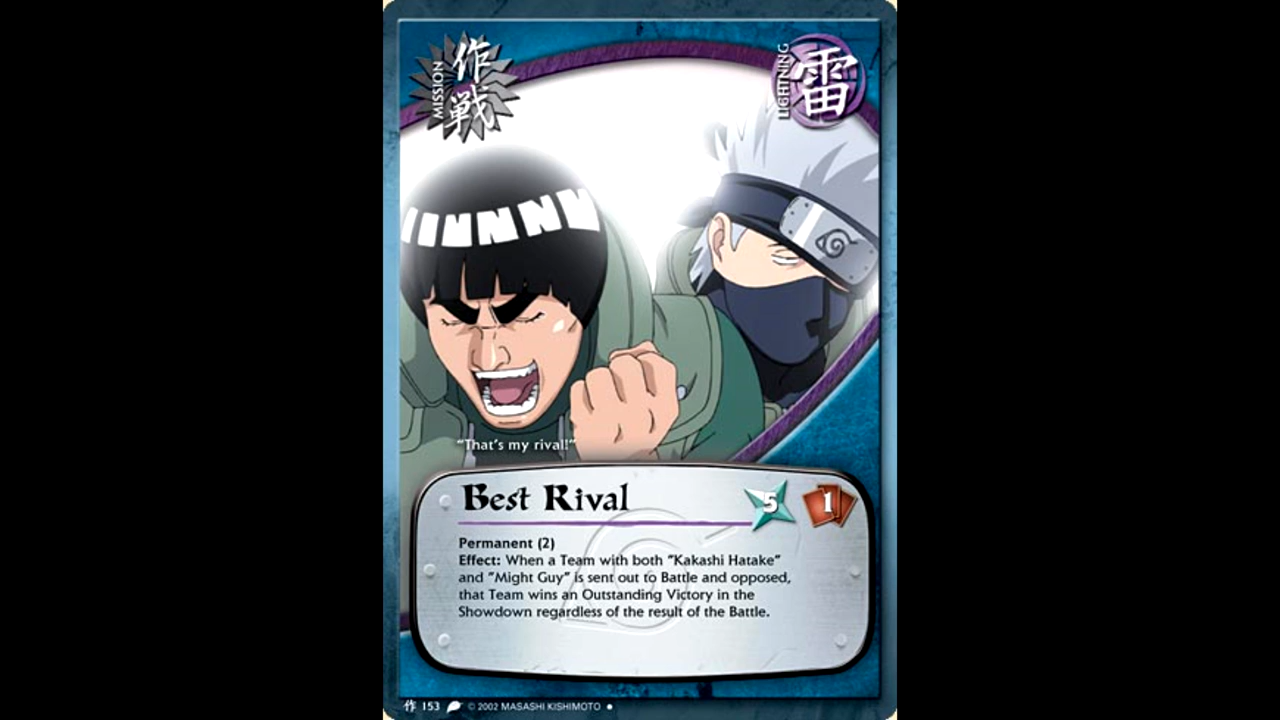 作戦
MISSION
雷
LIGHTNING
"That's my rival!"
Best Rival
5
1
Permanent (2)
Effect: When a Team with both "Kakashi Hatake"
and "Might Guy" is sent out to Battle and opposed,
that Team wins an Outstanding Victory in the
Showdown regardless of the result of the Battle.
作 153 © 2002 MASASHI KISHIMOTO